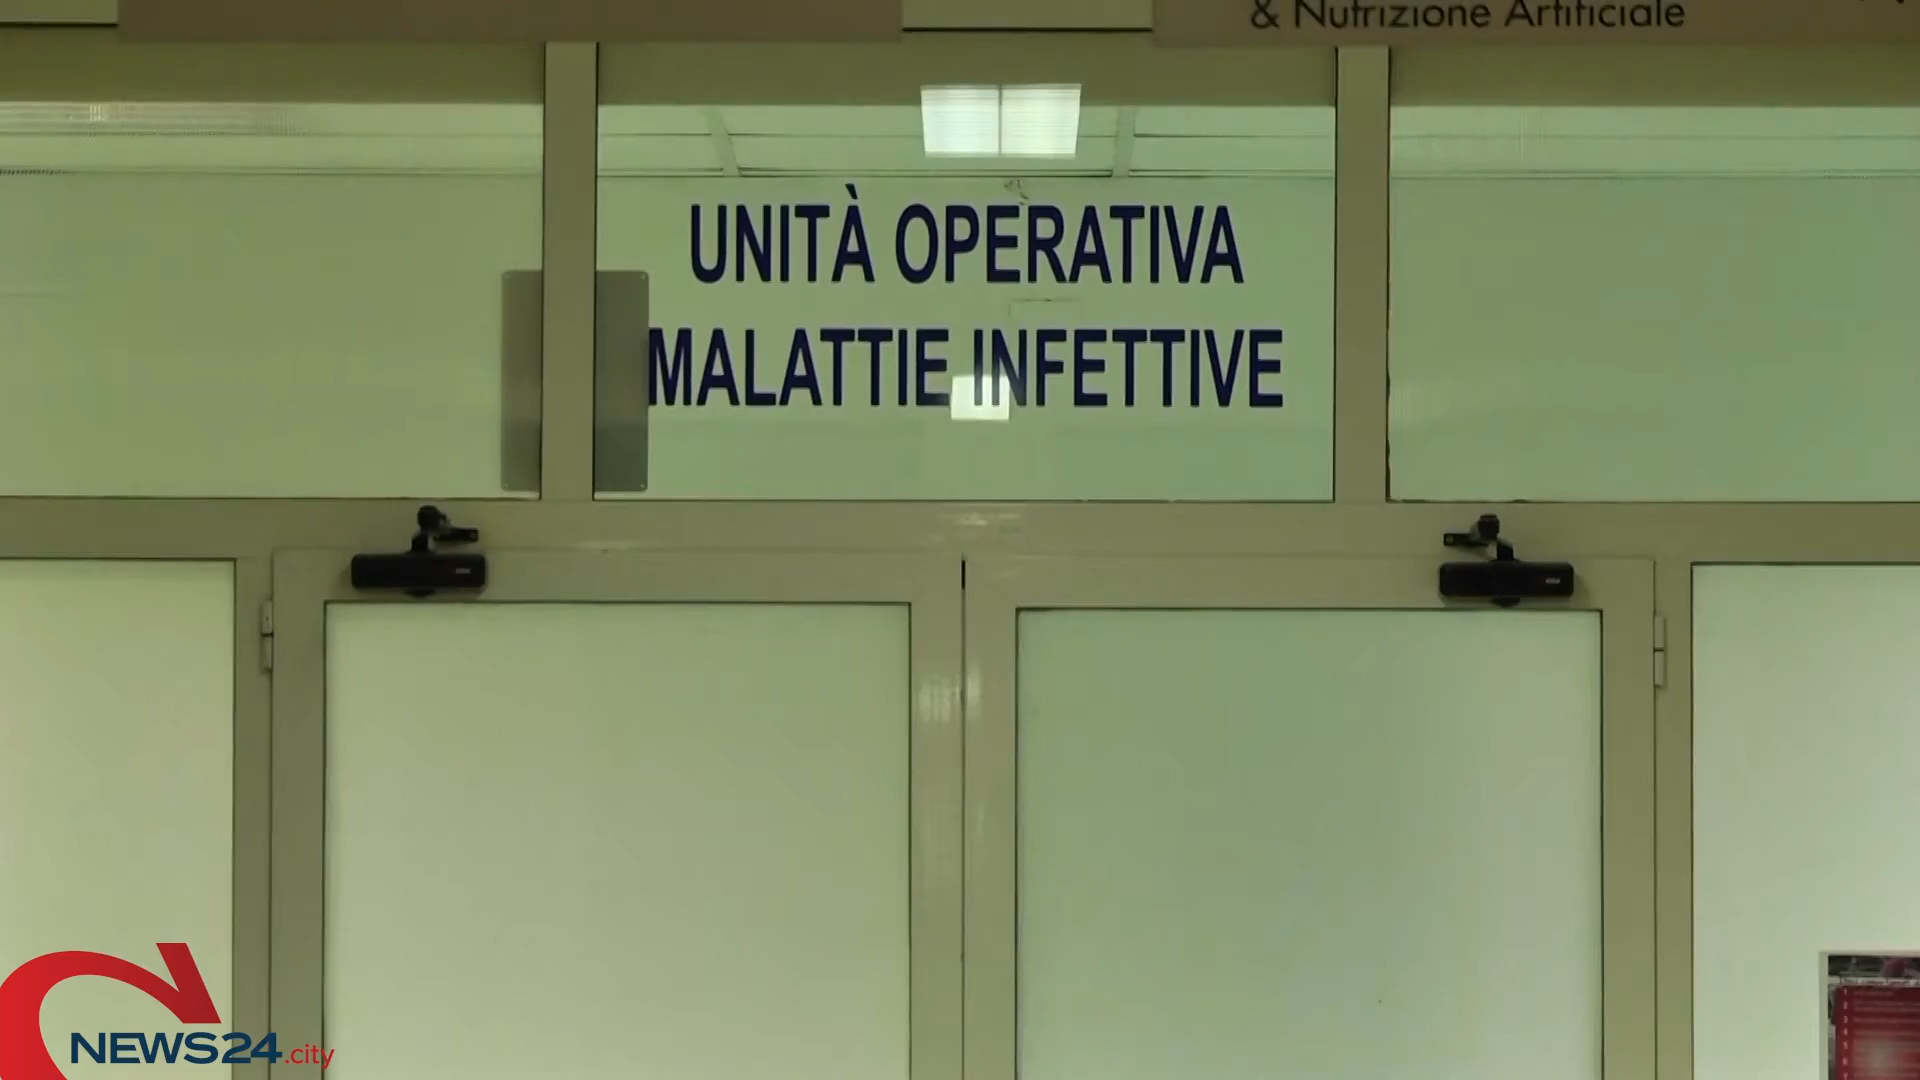 & Nutrizione Artificiale
UNITÀ OPERATIVA
MALATTIE INFETTIVE
NEWS24.city